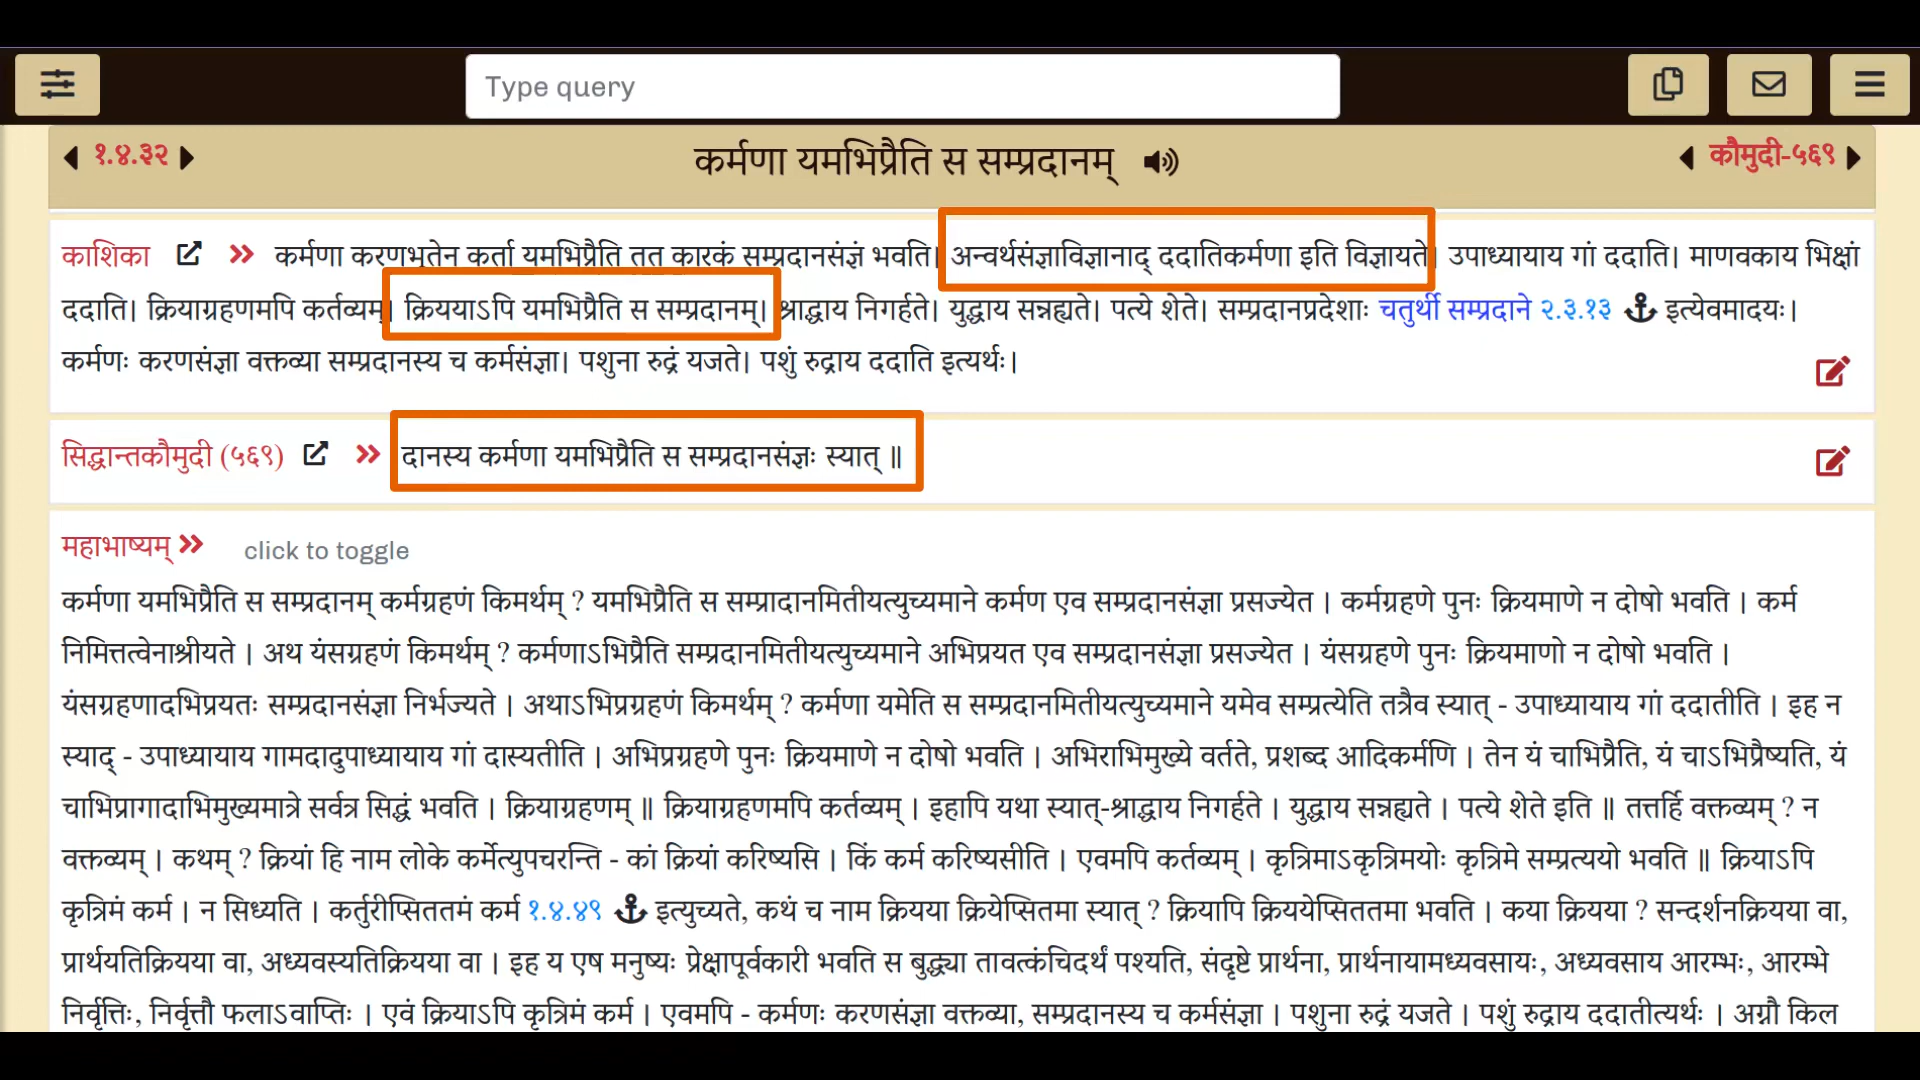 Type query
१.४.३२ कर्मणा यमभिप्रैति स सम्प्रदानम् कौमुदी-५६९
काशिका कर्मणा करणभूतेन कर्ता यमभिप्रैति तत् कारकं सम्प्रदानसंज्ञं भवति। अन्वर्थसंज्ञाविज्ञानाद् ददातिकर्मणा इति विज्ञायते। उपाध्यायाय गां ददाति। माणवकाय भिक्षां
ददाति। क्रियाग्रहणमपि कर्तव्यम्। क्रिययाऽपि यमभिप्रैति स सम्प्रदानम्। श्राद्धाय निगर्हते। युद्धाय सन्नह्यते। पत्ये शेते। सम्प्रदानप्रदेशाः चतुर्थी सम्प्रदाने २.३.१३ इत्येवमादयः।
कर्मणः करणसंज्ञा वक्तव्या सम्प्रदानस्य च कर्मसंज्ञा। पशुना रुद्रं यजते। पशुं रुद्राय ददाति इत्यर्थः।
सिद्धान्तकौमुदी (५६९) दानस्य कर्मणा यमभिप्रैति स सम्प्रदानसंज्ञः स्यात् ॥
महाभाष्यम् click to toggle
कर्मणा यमभिप्रैति स सम्प्रदानम् कर्मग्रहणं किमर्थम् ? यमभिप्रैति स सम्प्रादानमितीयत्युच्यमाने कर्मण एव सम्प्रदानसंज्ञा प्रसज्येत । कर्मग्रहणे पुनः क्रियमाणे न दोषो भवति । कर्म
निमित्तत्वेनाश्रीयते । अथ यंसग्रहणं किमर्थम् ? कर्मणाऽभिप्रैति सम्प्रदानमितीयत्युच्यमाने अभिप्रयत एव सम्प्रदानसंज्ञा प्रसज्येत । यंसग्रहणे पुनः क्रियमाणो न दोषो भवति ।
यंसग्रहणादभिप्रयतः सम्प्रदानसंज्ञा निर्भज्यते । अथाऽभिप्रग्रहणं किमर्थम् ? कर्मणा यमेति स सम्प्रदानमितीयत्युच्यमाने यमेव सम्प्रत्येति तत्रैव स्यात् - उपाध्यायाय गां ददातीति । इह न
स्याद् - उपाध्यायाय गामदादुपाध्यायाय गां दास्यतीति । अभिप्रग्रहणे पुनः क्रियमाणे न दोषो भवति । अभिराभिमुख्ये वर्तते, प्रशब्द आदिकर्मणि । तेन यं चाभिप्रैति, यं चाऽभिप्रैष्यति, यं
चाभिप्रागादाभिमुख्यमात्रे सर्वत्र सिद्धं भवति । क्रियाग्रहणम् ॥ क्रियाग्रहणमपि कर्तव्यम् । इहापि यथा स्यात्-श्राद्धाय निगर्हते । युद्धाय सन्नह्यते । पत्ये शेते इति ॥ तत्तर्हि वक्तव्यम् ? न
वक्तव्यम् । कथम् ? क्रियां हि नाम लोके कर्मेत्युपचरन्ति - कां क्रियां करिष्यसि । किं कर्म करिष्यसीति । एवमपि कर्तव्यम् । कृत्रिमाऽकृत्रिमयोः कृत्रिमे सम्प्रत्ययो भवति ॥ क्रियाऽपि
कृत्रिमं कर्म । न सिध्यति । कर्तुरीप्सिततमं कर्म १.४.४९ इत्युच्यते, कथं च नाम क्रियया क्रियेप्सितमा स्यात् ? क्रियापि क्रिययेप्सिततमा भवति । कया क्रियया ? सन्दर्शनक्रियया वा,
प्रार्थयतिक्रियया वा, अध्यवस्यतिक्रियया वा । इह य एष मनुष्यः प्रेक्षापूर्वकारी भवति स बुद्ध्या तावत्कंचिदर्थं पश्यति, संदृष्टे प्रार्थना, प्रार्थनायामध्यवसायः, अध्यवसाय आरम्भः, आरम्भे
निर्वृत्तिः, निर्वृत्तौ फलाऽवाप्तिः । एवं क्रियाऽपि कृत्रिमं कर्म । एवमपि - कर्मणः करणसंज्ञा वक्तव्या, सम्प्रदानस्य च कर्मसंज्ञा । पशुना रुद्रं यजते । पशुं रुद्राय ददातीत्यर्थः । अग्नौ किल